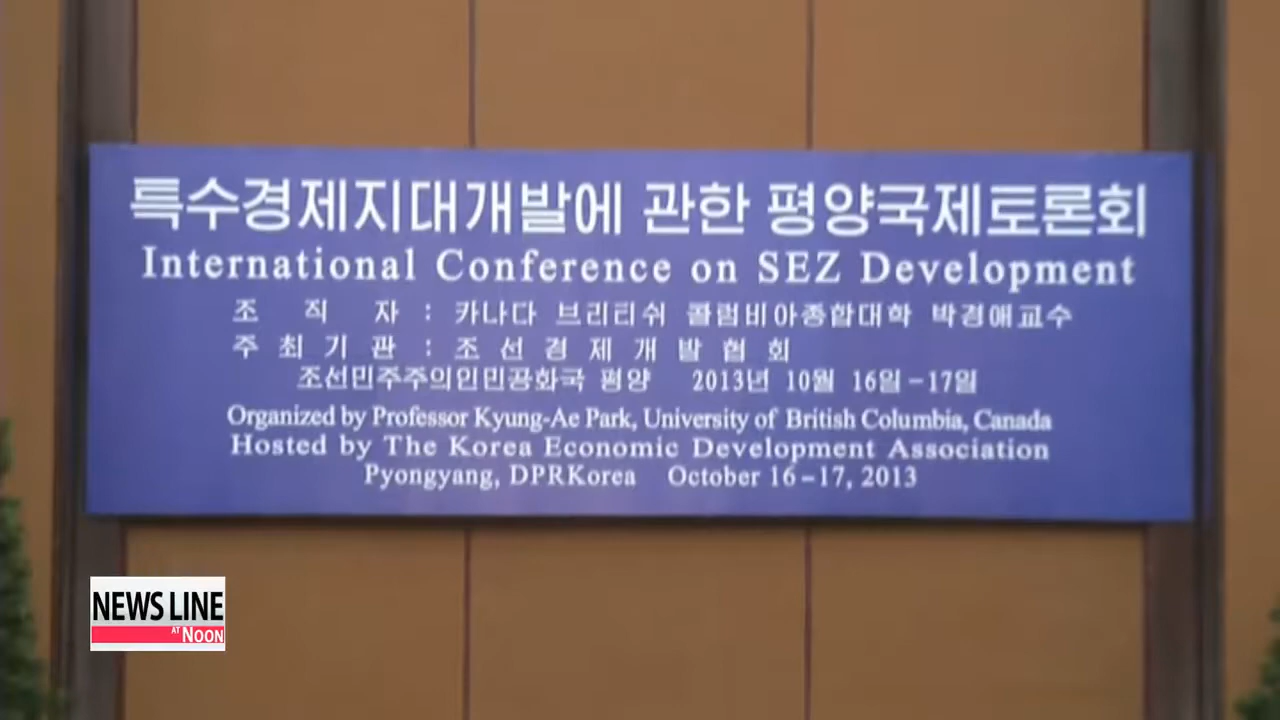 특수경제지대개발에 관한 평양국제토론회
International Conference on SEZ Development
조 직 자 : 카나다 브리티쉬 콜럼비아종합대학 박경애교수
주 최 기 관 : 조 선 경 제 개 발 협 회
조선민주주의인민공화국 평양 2013년 10월 16일-17일
Organized by Professor Kyung-Ae Park, University of British Columbia, Canada
Hosted by The Korea Economic Development Association
Pyongyang, DPRKorea October 16-17, 2013
NEWS LINE
AT NOON